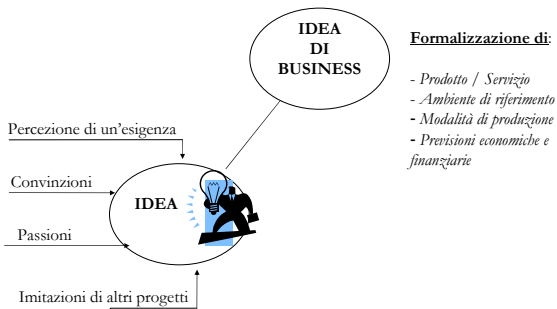 IDEA
DI
BUSINESS
Formalizzazione di:
- Prodotto / Servizio
- Ambiente di riferimento
- Modalità di produzione
- Previsioni economiche e
finanziarie
Percezione di un'esigenza
Convinzioni
IDEA
Passioni
Imitazioni di altri progetti